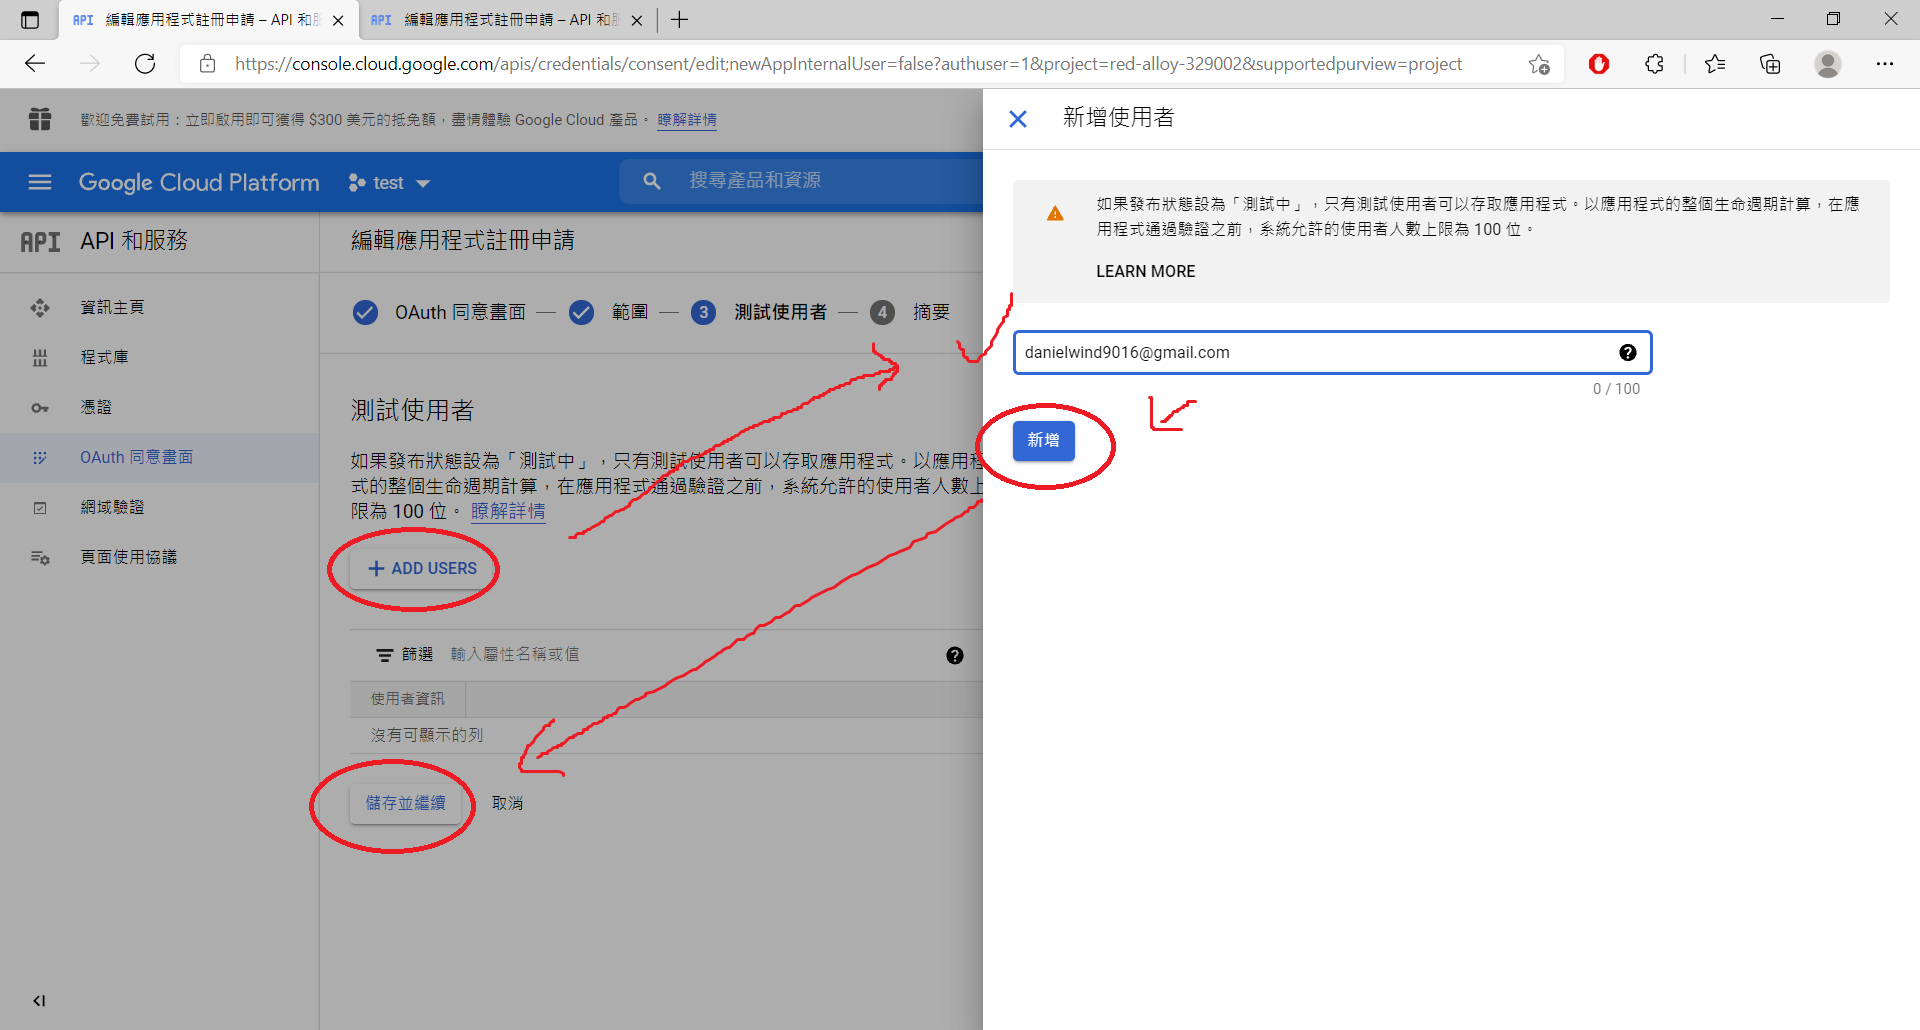 編輯應用程式註冊申請 – API 和服
編輯應用程式註冊申請 – API 和服
https://console.cloud.google.com/apis/credentials/consent/edit;newAppInternalUser=false?authuser=1&project=red-alloy-329002&supportedpurview=project
歡迎免費試用：立即啟用即可獲得 $300 美元的抵免額，盡情體驗 Google Cloud 產品。 瞭解詳情
Google Cloud Platform
test
搜尋產品和資源
API API 和服務
資訊主頁
程式庫
憑證
OAuth 同意畫面
網域驗證
頁面使用協議
編輯應用程式註冊申請
OAuth 同意畫面 — 範圍 — 3 測試使用者 — 4 摘要
測試使用者
如果發布狀態設為「測試中」，只有測試使用者可以存取應用程式。以應用程
式的整個生命週期計算，在應用程式通過驗證之前，系統允許的使用者人數上
限為 100 位。 瞭解詳情
+ ADD USERS
篩選 輸入屬性名稱或值
使用者資訊
沒有可顯示的列
儲存並繼續 取消
新增使用者
如果發布狀態設為「測試中」，只有測試使用者可以存取應用程式。以應用程式的整個生命週期計算，在應
用程式通過驗證之前，系統允許的使用者人數上限為 100 位。
LEARN MORE
danielwind9016@gmail.com
0 / 100
新增